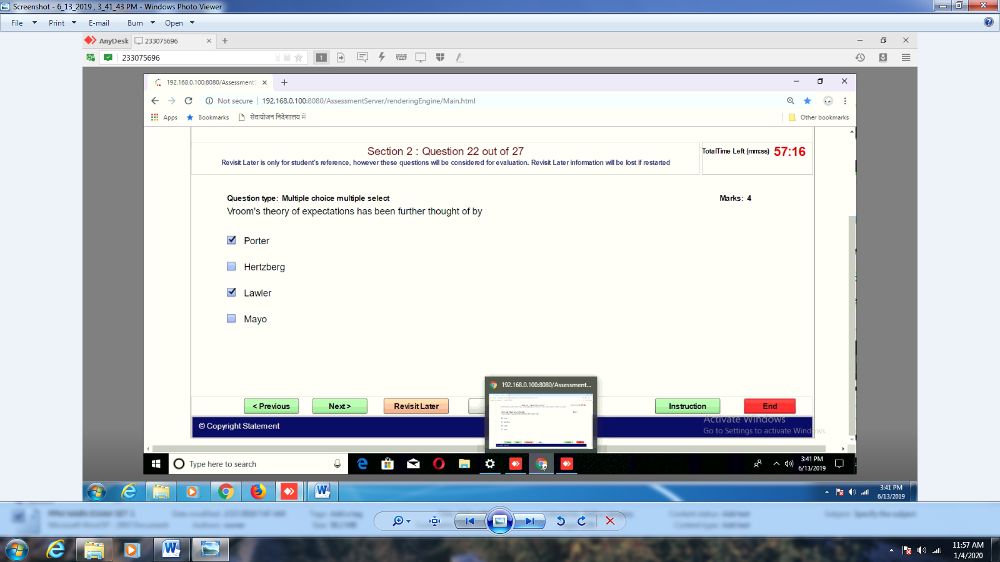 Screenshot - 6_13_2019 , 3_41_43 PM - Windows Photo Viewer
File Print E-mail Burn Open
AnyDesk 233075696
233075696 1
192.168.0.100:8080/AssessmentS
Not secure 192.168.0.100:8080/AssessmentServer/renderingEngine/Main.html
Apps Bookmarks सेवायोजन निदेशालय में Other bookmarks
Section 2 : Question 22 out of 27
TotalTime Left (mm:ss) 57:16
Revisit Later is only for student's reference, however these questions will be considered for evaluation. Revisit Later information will be lost if restarted
Question type: Multiple choice multiple select Marks: 4
Vroom's theory of expectations has been further thought of by
Porter
Hertzberg
Lawler
Mayo
192.168.0.100:8080/Assessment...
< Previous Next > Revisit Later Instruction End
Activate Windows
© Copyright Statement
Go to Settings to activate Windows.
Type here to search
3:41 PM
6/13/2019
3:41 PM
6/13/2019
11:57 AM
1/4/2020